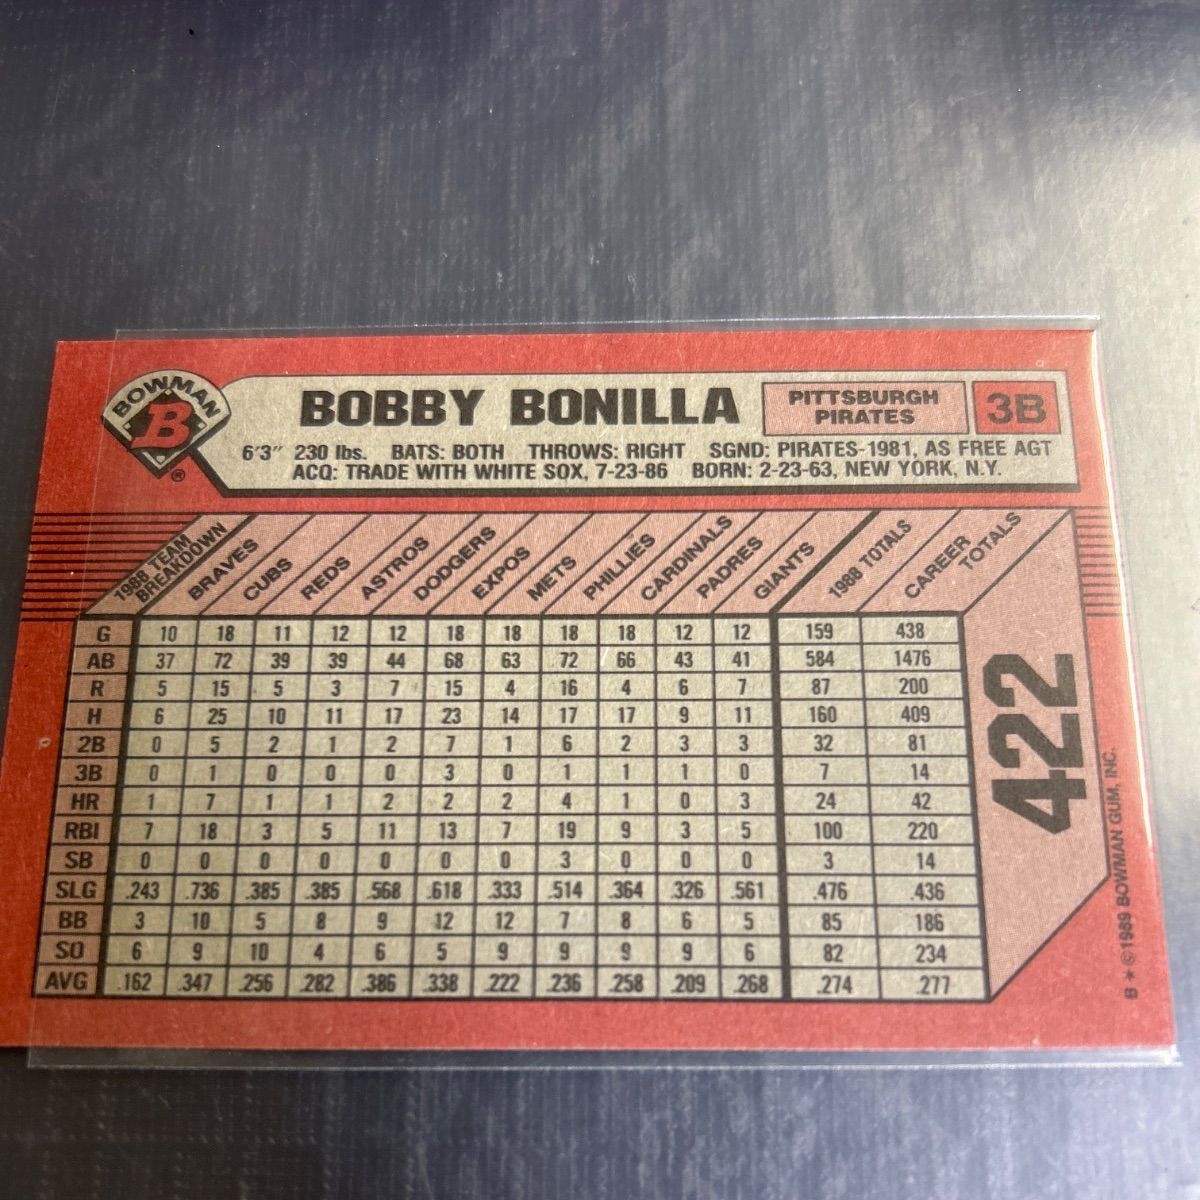 BOWMAN
B
®
BOBBY BONILLA
PITTSBURGH
PIRATES
3B
6'3" 230 lbs. BATS: BOTH THROWS: RIGHT SGND: PIRATES-1981, AS FREE AGT
ACQ: TRADE WITH WHITE SOX, 7-23-86 BORN: 2-23-63, NEW YORK, N.Y.
1988 TEAM BREAKDOWN BRAVES CUBS REDS ASTROS DODGERS EXPOS METS PHILLIES CARDINALS PADRES GIANTS 1988 TOTALS CAREER TOTALS
G 10 18 11 12 12 18 18 18 18 12 12 159 438
AB 37 72 39 39 44 68 63 72 66 43 41 584 1476
R 5 15 5 3 7 15 4 16 4 6 7 87 200
H 6 25 10 11 17 23 14 17 17 9 11 160 409
2B 0 5 2 1 2 7 1 6 2 3 3 32 81
3B 0 1 0 0 0 3 0 1 1 1 0 7 14
HR 1 7 1 1 2 2 2 4 1 0 3 24 42
RBI 7 18 3 5 11 13 7 19 9 3 5 100 220
SB 0 0 0 0 0 0 0 3 0 0 0 3 14
SLG .243 .736 .385 .385 .568 .618 .333 .514 .364 .326 .561 .476 .436
BB 3 10 5 8 9 12 12 7 8 6 5 85 186
SO 6 9 10 4 6 5 9 9 9 9 6 82 234
AVG .162 .347 .256 .282 .386 .338 .222 .236 .258 .209 .268 .274 .277
422
B * ©1989 BOWMAN GUM, INC.